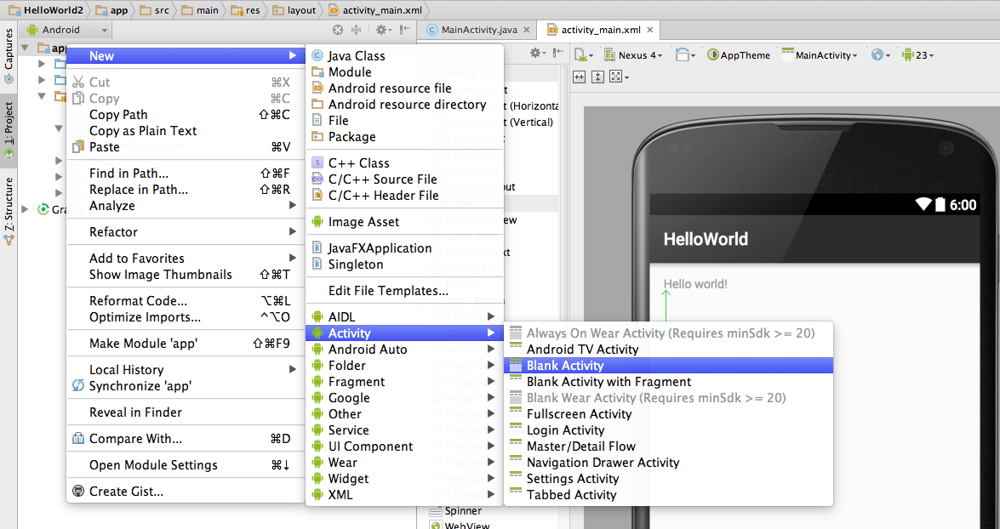 HelloWorld2 app src main res layout activity_main.xml
Android
MainActivity.java
activity_main.xml
Captures
1: Project
Z: Structure
app
Nexus 4
AppTheme
MainActivity
23
New
Cut ⌘X
Copy ⌘C
Copy Path ⇧⌘C
Copy as Plain Text
Paste ⌘V
Find in Path... ⇧⌘F
Replace in Path... ⇧⌘R
Analyze
Refactor
Add to Favorites
Show Image Thumbnails ⇧⌘T
Reformat Code... ⌥⌘L
Optimize Imports... ^⌥O
Make Module 'app' ⇧⌘F9
Local History
Synchronize 'app'
Reveal in Finder
Compare With... ⌘D
Open Module Settings ⌘↓
Create Gist...
Java Class
Module
Android resource file
Android resource directory
File
Package
C++ Class
C/C++ Source File
C/C++ Header File
Image Asset
JavaFXApplication
Singleton
Edit File Templates...
AIDL
Activity
Android Auto
Folder
Fragment
Google
Other
Service
UI Component
Wear
Widget
XML
Always On Wear Activity (Requires minSdk >= 20)
Android TV Activity
Blank Activity
Blank Activity with Fragment
Blank Wear Activity (Requires minSdk >= 20)
Fullscreen Activity
Login Activity
Master/Detail Flow
Navigation Drawer Activity
Settings Activity
Tabbed Activity
(Vertical)
Spinner
WebView
6:00
HelloWorld
Hello world!